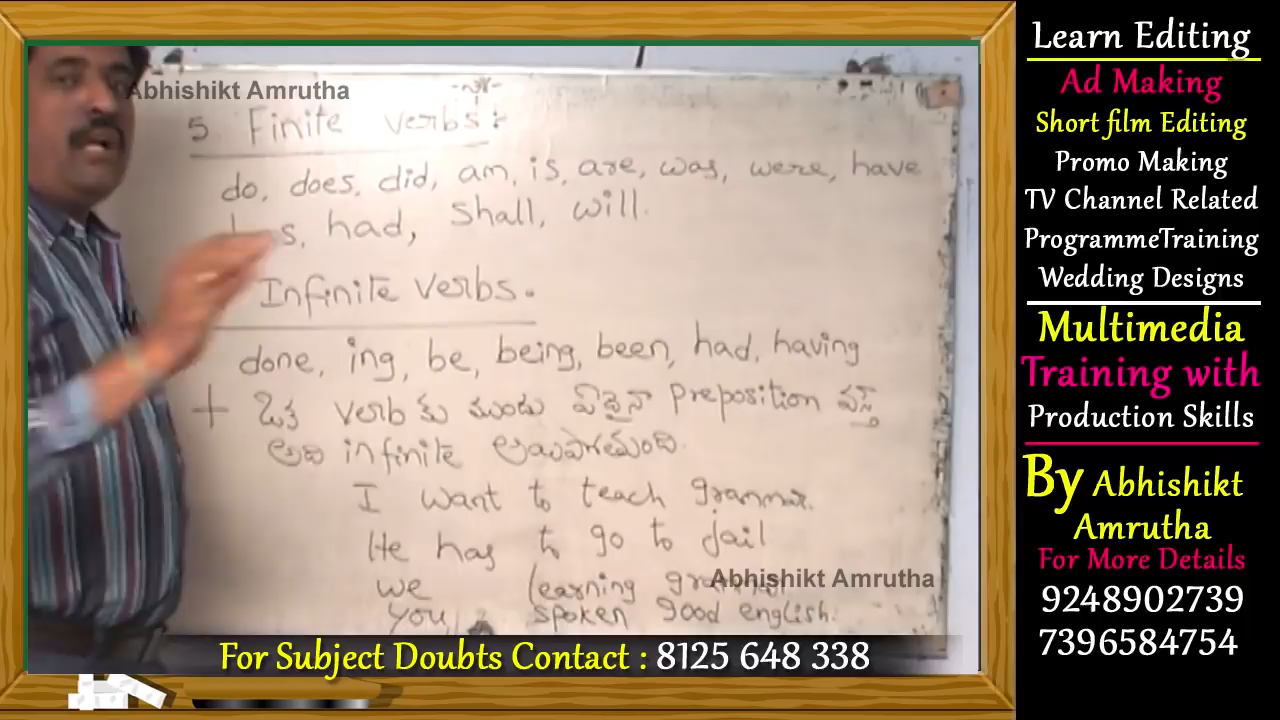 Abhishikt Amrutha
5 Finite verbs:-
do, does, did, am, is, are, was, were, have
had, shall, will.
Infinite verbs.
done, ing, be, being, been, had, having
+ ఒక verb కు ముందు ఏదైనా preposition వస్తే
అది infinite అయిపోతుంది.
I want to teach grammar.
He has to go to jail
we learning
Abhishikt Amrutha
you spoken good english.
For Subject Doubts Contact : 8125 648 338
Learn Editing
Ad Making
Short film Editing
Promo Making
TV Channel Related
ProgrammeTraining
Wedding Designs
Multimedia
Training with
Production Skills
By Abhishikt
Amrutha
For More Details
9248902739
7396584754